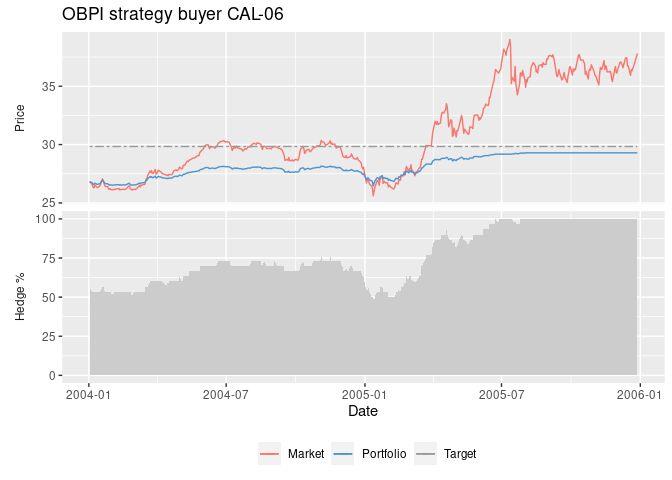 OBPI strategy buyer CAL-06
Price
35
30
25
Hedge %
100
75
50
25
0
2004-01 2004-07 2005-01 2005-07 2006-01
Date
Market Portfolio Target